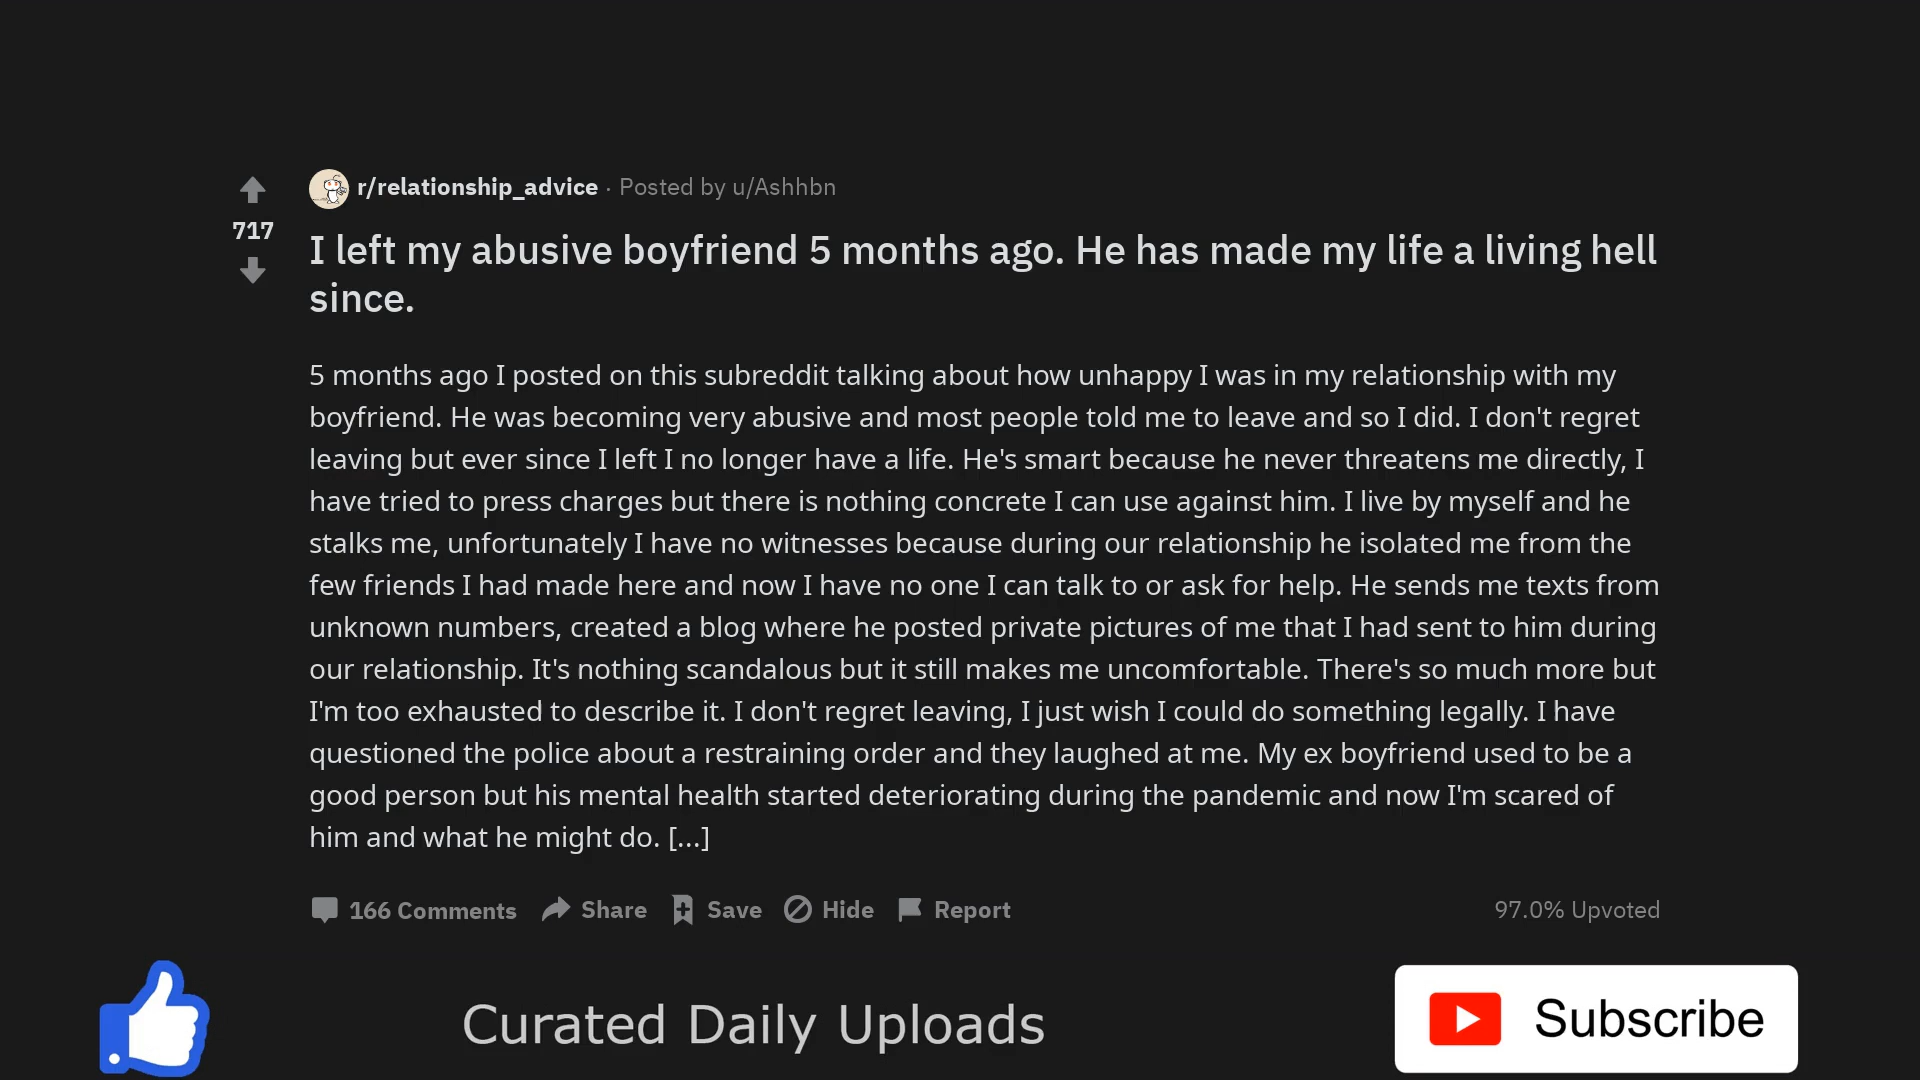 r/relationship_advice · Posted by u/Ashhbn
717
I left my abusive boyfriend 5 months ago. He has made my life a living hell
since.
5 months ago I posted on this subreddit talking about how unhappy I was in my relationship with my
boyfriend. He was becoming very abusive and most people told me to leave and so I did. I don't regret
leaving but ever since I left I no longer have a life. He's smart because he never threatens me directly, I
have tried to press charges but there is nothing concrete I can use against him. I live by myself and he
stalks me, unfortunately I have no witnesses because during our relationship he isolated me from the
few friends I had made here and now I have no one I can talk to or ask for help. He sends me texts from
unknown numbers, created a blog where he posted private pictures of me that I had sent to him during
our relationship. It's nothing scandalous but it still makes me uncomfortable. There's so much more but
I'm too exhausted to describe it. I don't regret leaving, I just wish I could do something legally. I have
questioned the police about a restraining order and they laughed at me. My ex boyfriend used to be a
good person but his mental health started deteriorating during the pandemic and now I'm scared of
him and what he might do. [...]
166 Comments Share Save Hide Report 97.0% Upvoted
Curated Daily Uploads
Subscribe